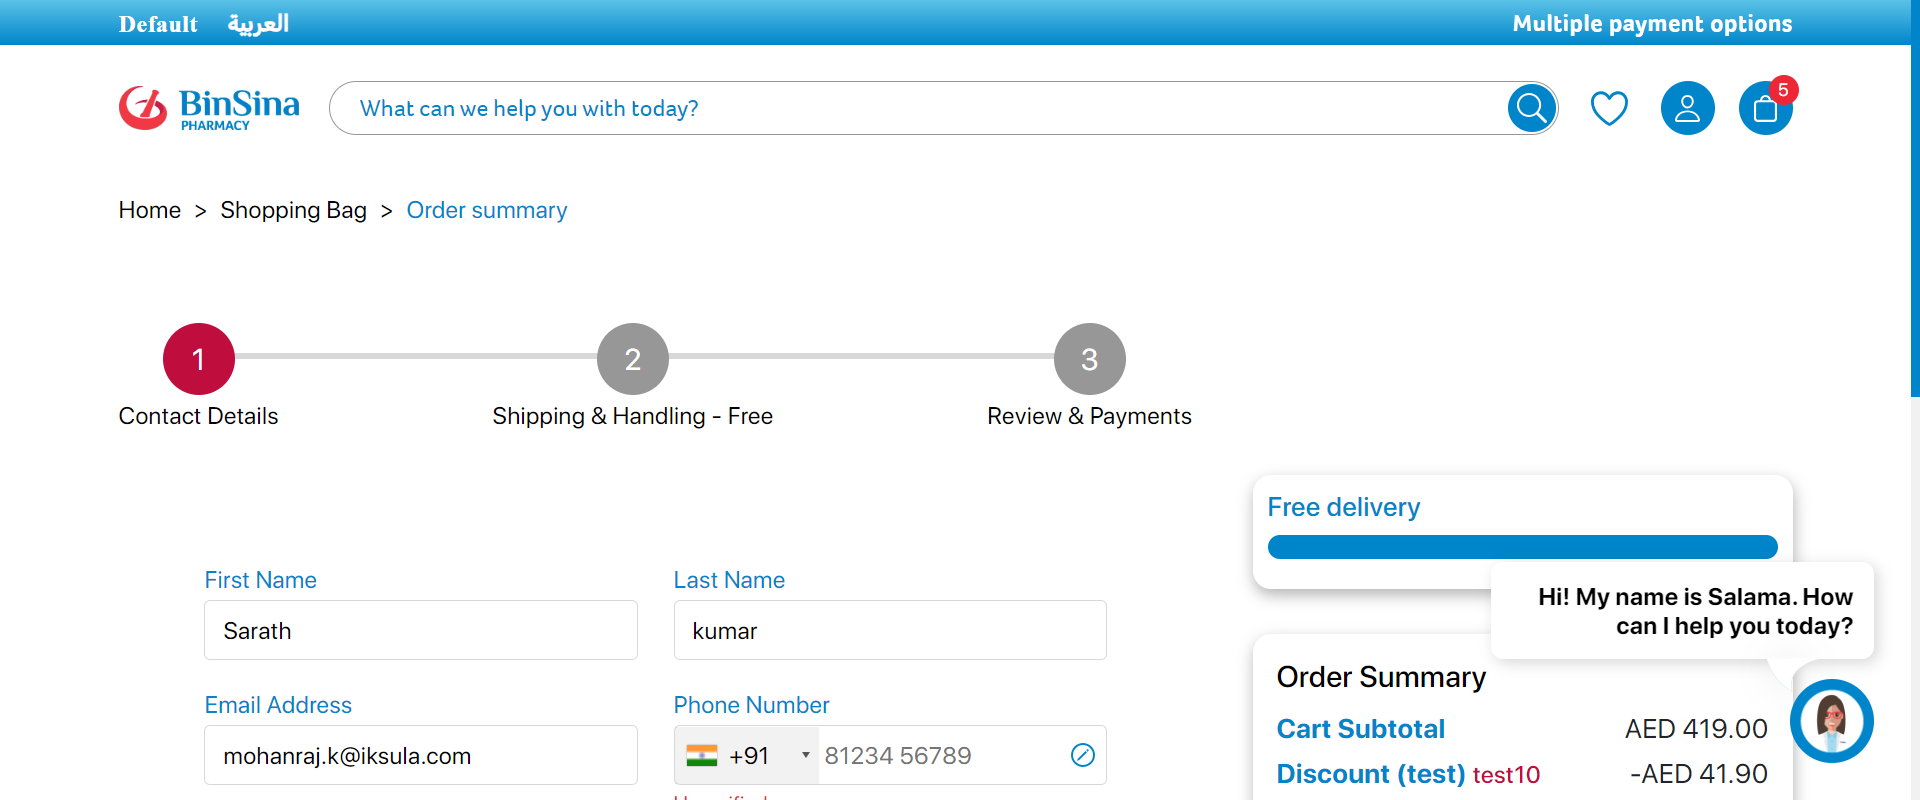 Default العربية Multiple payment options
BinSina
PHARMACY
What can we help you with today?
5
Home > Shopping Bag > Order summary
1 2 3
Contact Details Shipping & Handling - Free Review & Payments
Free delivery
Hi! My name is Salama. How
can I help you today?
First Name Last Name
Sarath kumar
Order Summary
Email Address Phone Number
Cart Subtotal AED 419.00
mohanraj.k@iksula.com +91 81234 56789
Discount (test) test10 -AED 41.90